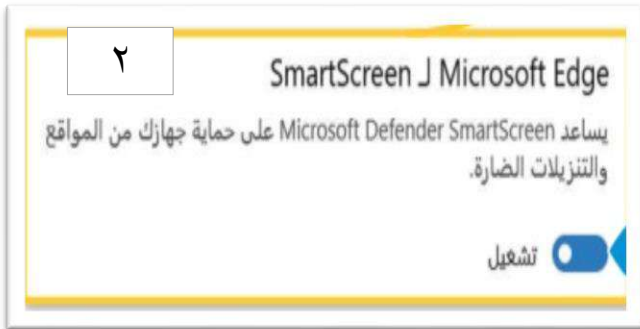 ٢
SmartScreen لـ Microsoft Edge
يساعد Microsoft Defender SmartScreen على حماية جهازك من المواقع
والتنزيلات الضارة.
تشغيل